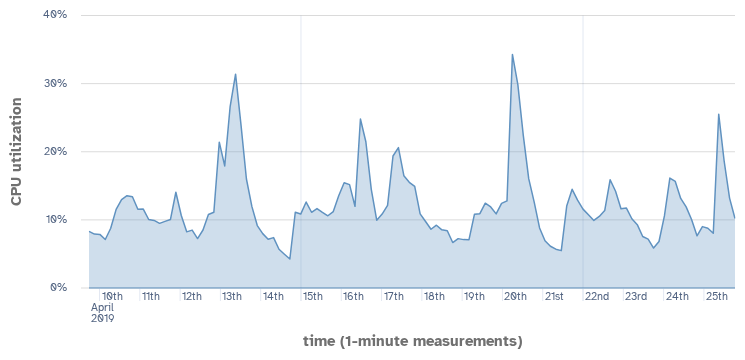 40%
30%
20%
10%
0%
CPU utilization
10th 11th 12th 13th 14th 15th 16th 17th 18th 19th 20th 21st 22nd 23rd 24th 25th
April
2019
time (1-minute measurements)